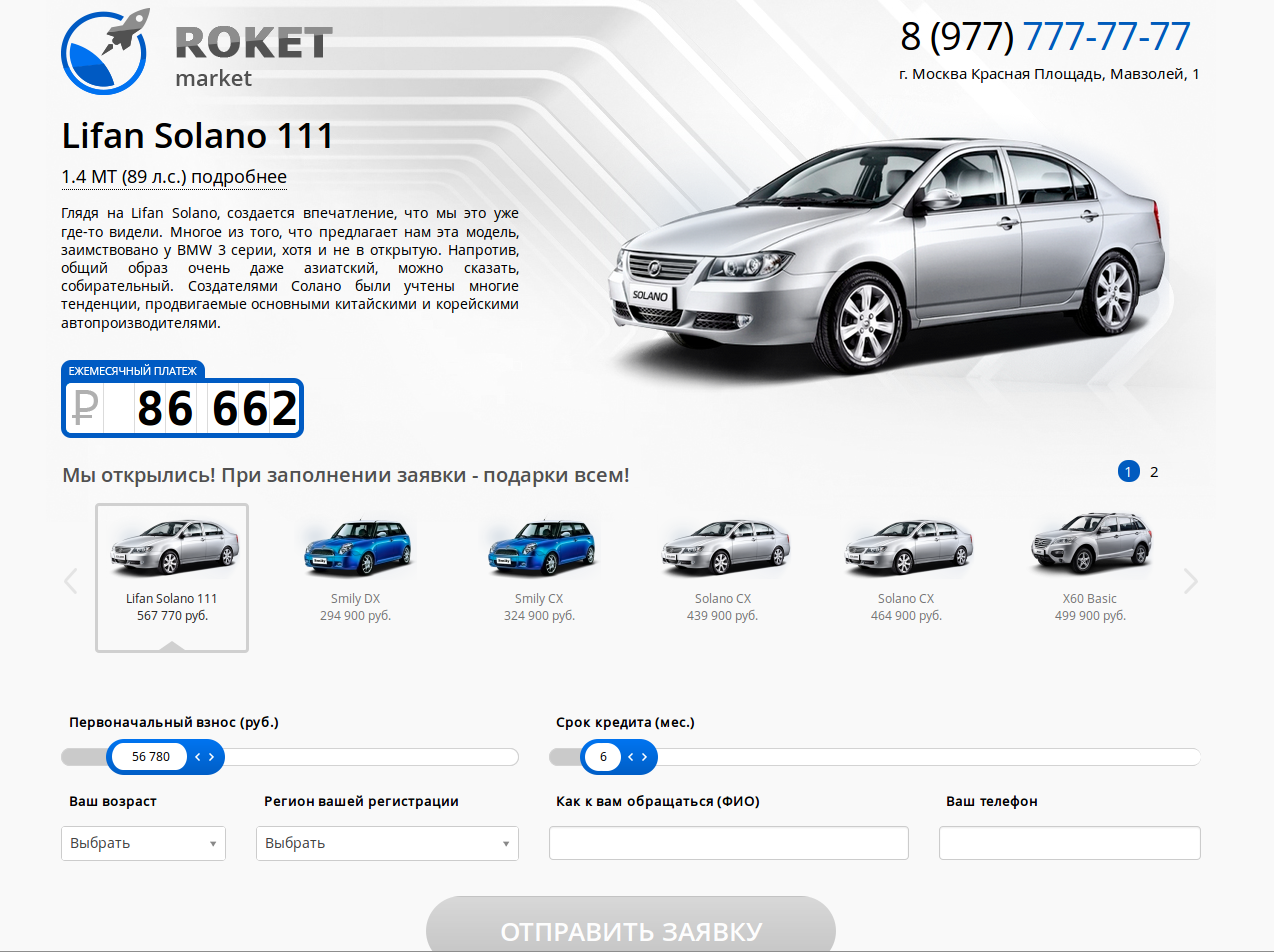 ROKET
market
8 (977) 777-77-77
г. Москва Красная Площадь, Мавзолей, 1
Lifan Solano 111
1.4 МТ (89 л.с.) подробнее
Глядя на Lifan Solano, создается впечатление, что мы это уже
где-то видели. Многое из того, что предлагает нам эта модель,
заимствовано у BMW 3 серии, хотя и не в открытую. Напротив,
общий образ очень даже азиатский, можно сказать,
собирательный. Создателями Солано были учтены многие
тенденции, продвигаемые основными китайскими и корейскими
автопроизводителями.
SOLANO
ЕЖЕМЕСЯЧНЫЙ ПЛАТЕЖ
₽ 86 662
Мы открылись! При заполнении заявки - подарки всем!
1 2
Lifan Solano 111
567 770 руб.
Smily DX
294 900 руб.
Smily CX
324 900 руб.
Solano CX
439 900 руб.
Solano CX
464 900 руб.
X60 Basic
499 900 руб.
Первоначальный взнос (руб.)
56 780
Срок кредита (мес.)
6
Ваш возраст
Выбрать
Регион вашей регистрации
Выбрать
Как к вам обращаться (ФИО)
Ваш телефон
ОТПРАВИТЬ ЗАЯВКУ